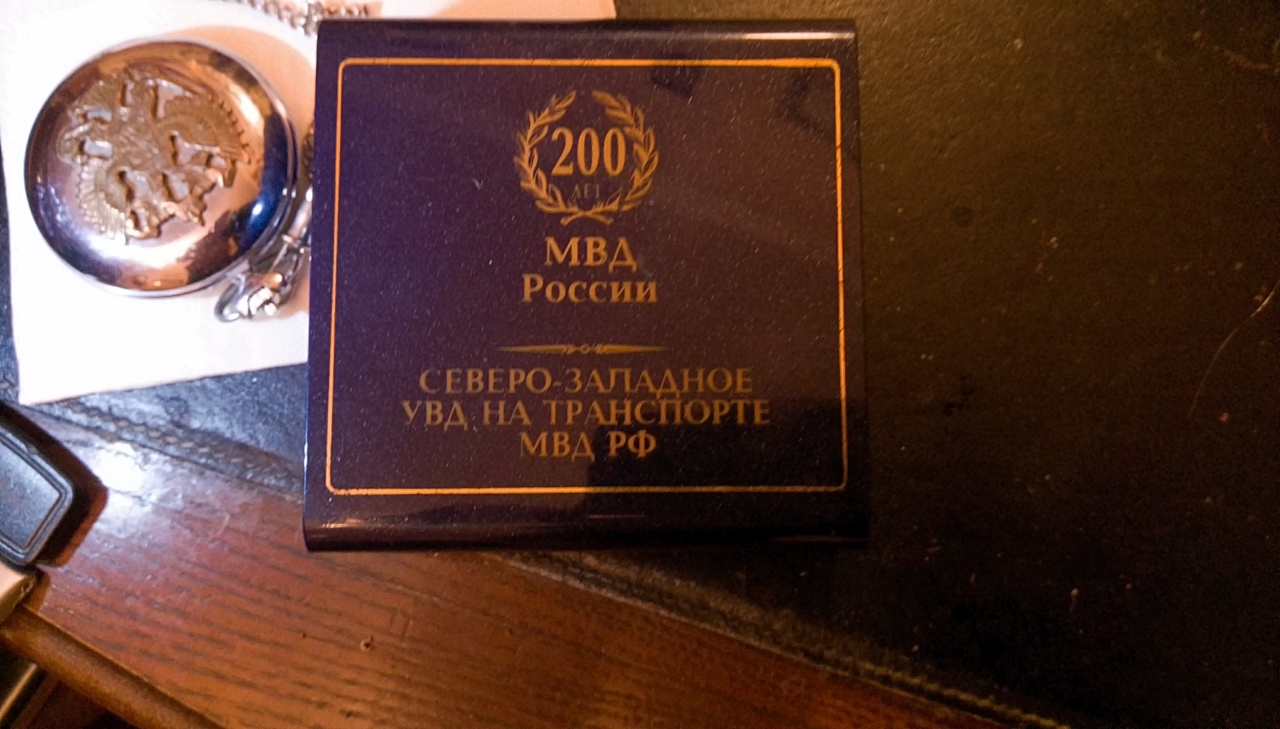 200
ЛЕТ
МВД
России
СЕВЕРО-ЗАПАДНОЕ
УВД НА ТРАНСПОРТЕ
МВД РФ